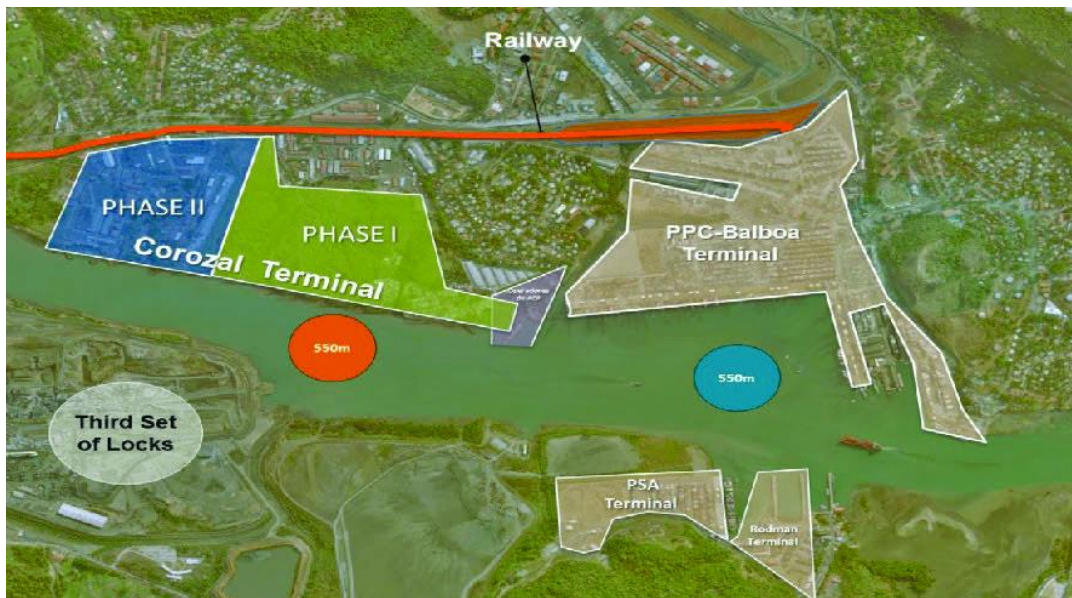 Railway
PHASE II
PHASE I
Corozal Terminal
PPC-Balboa
Terminal
550m
550m
Third Set
of Locks
PSA
Terminal
Rodman
Terminal